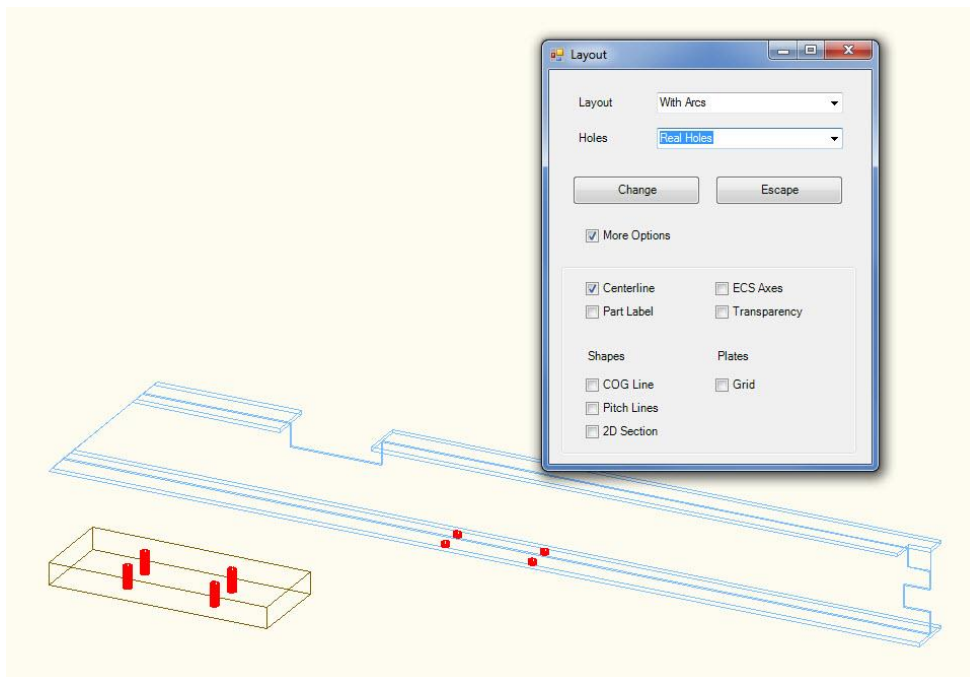 Layout
Layout With Arcs
Holes Real Holes
Change Escape
More Options
Centerline ECS Axes
Part Label Transparency
Shapes Plates
COG Line Grid
Pitch Lines
2D Section